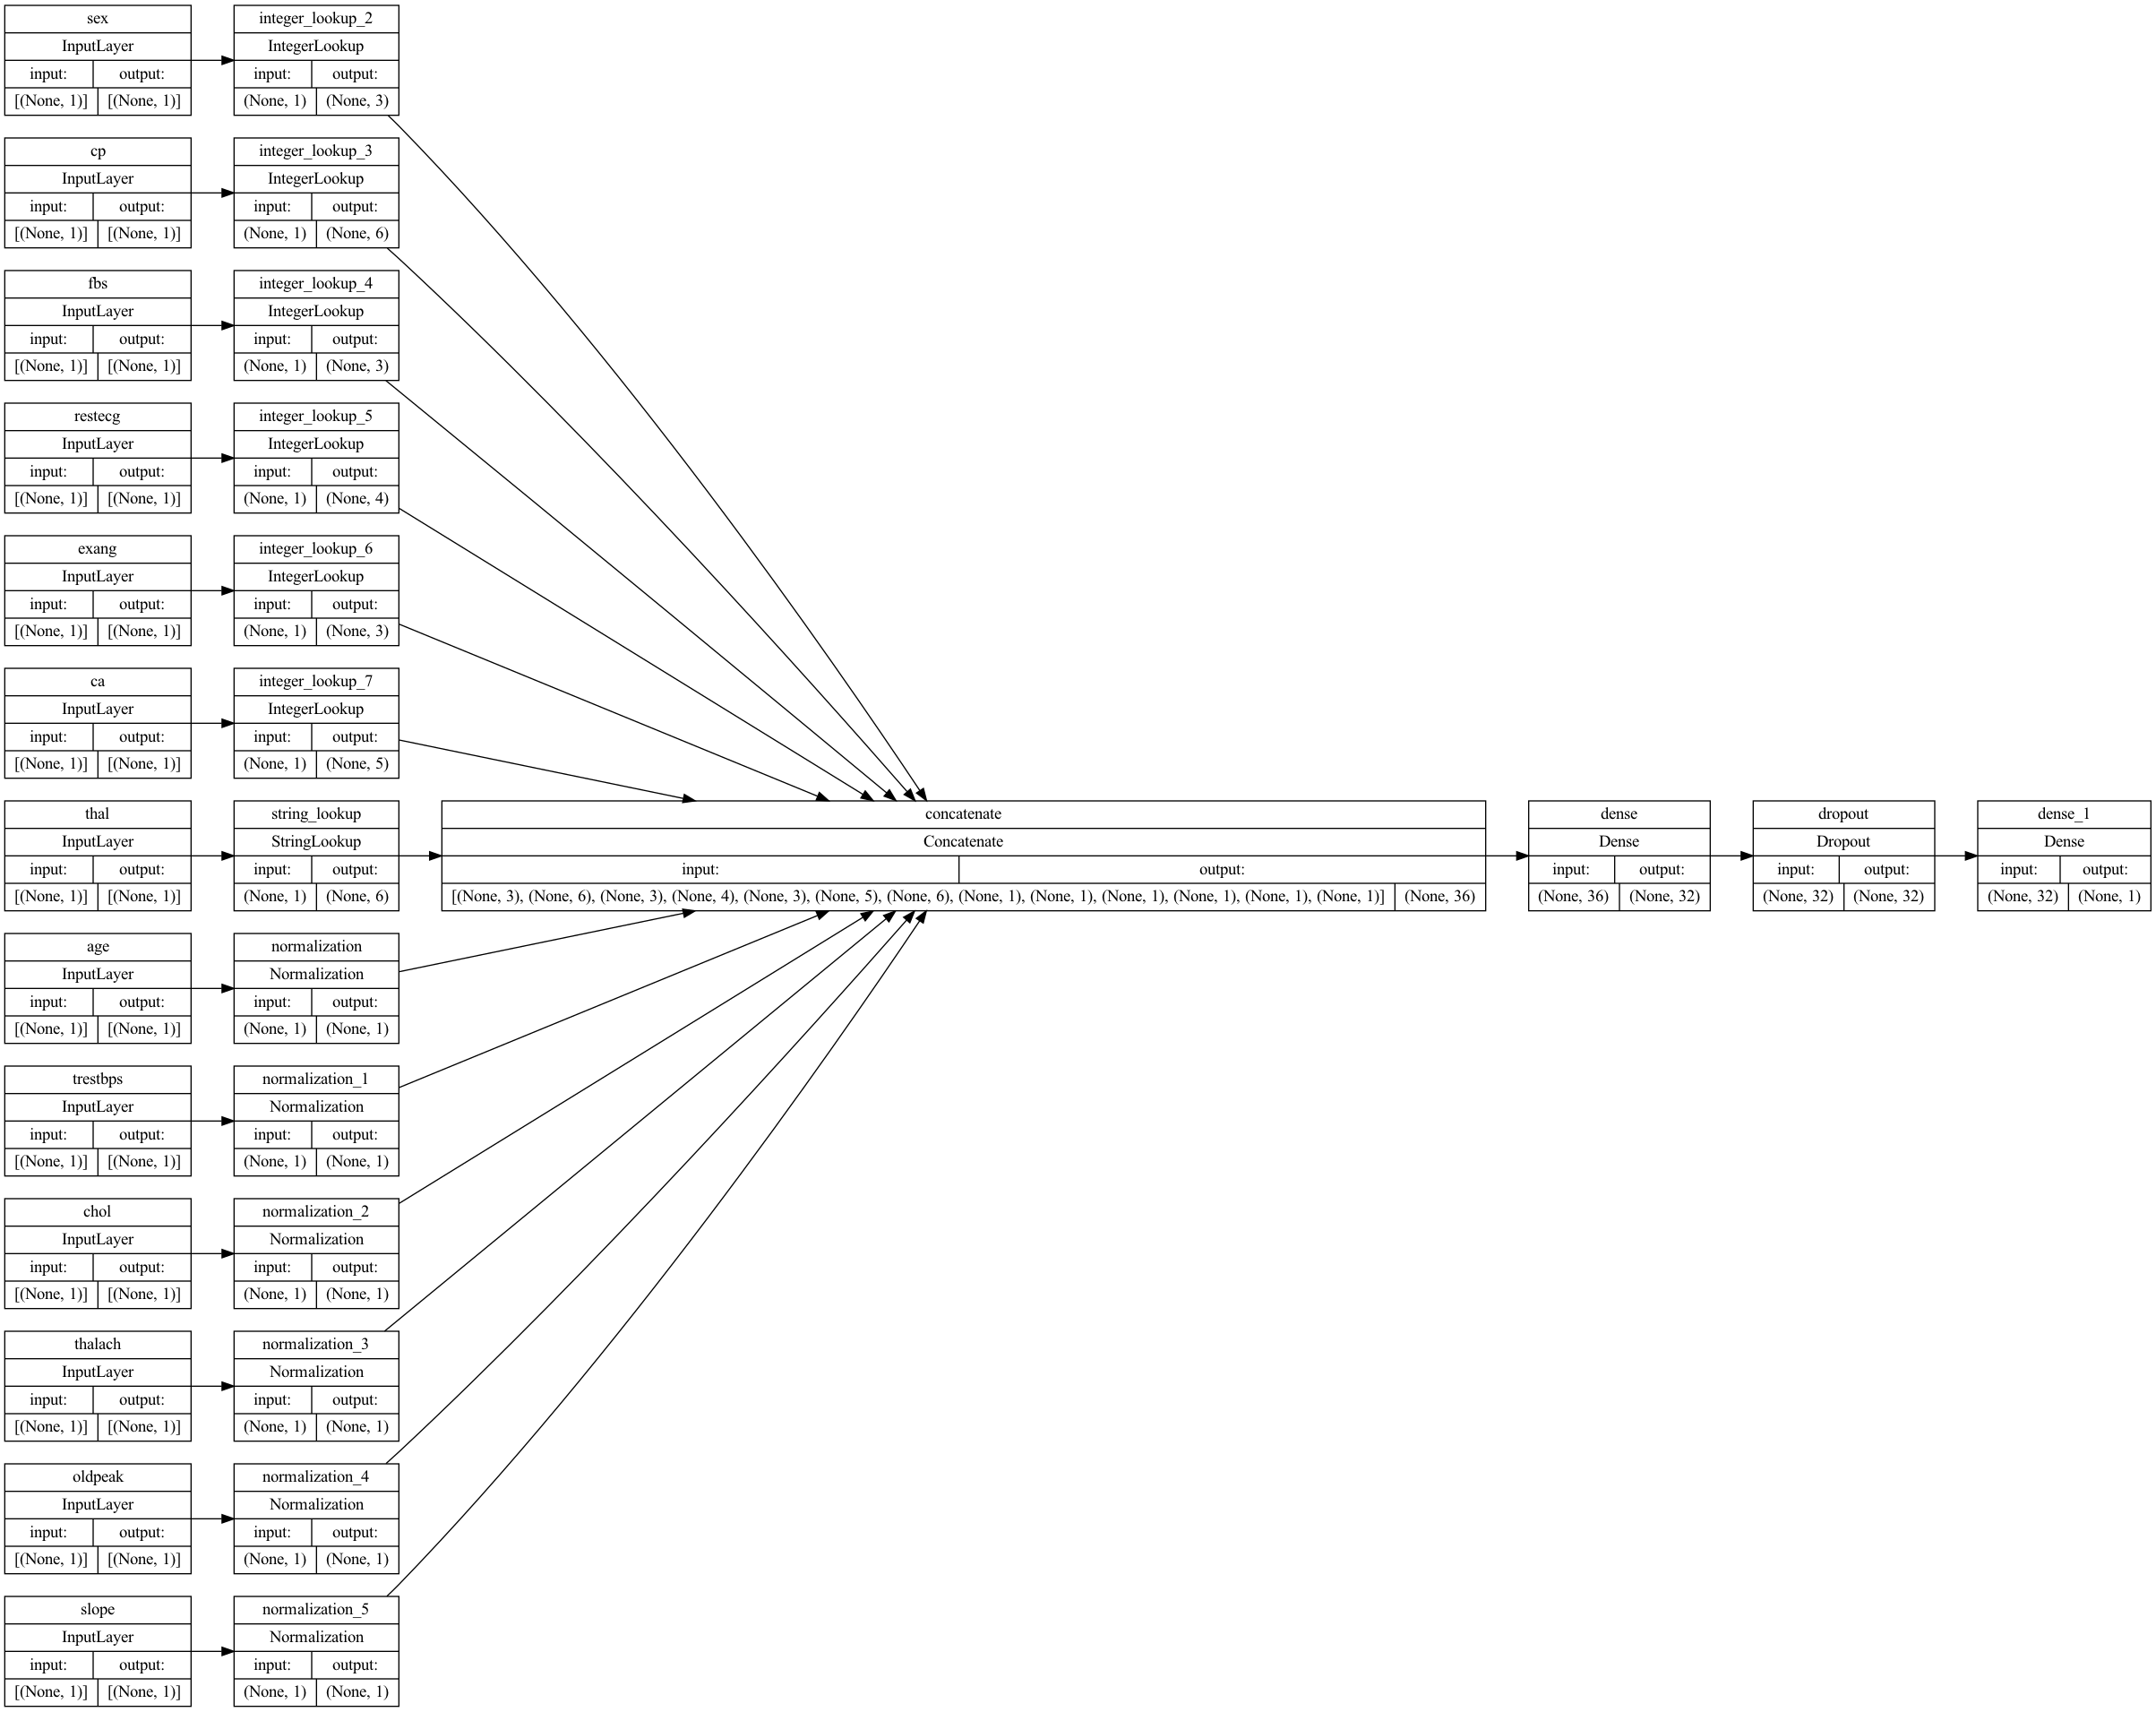 sex
InputLayer
input: output:
[(None, 1)] [(None, 1)]
integer_lookup_2
IntegerLookup
input: output:
(None, 1) (None, 3)
cp
InputLayer
input: output:
[(None, 1)] [(None, 1)]
integer_lookup_3
IntegerLookup
input: output:
(None, 1) (None, 6)
fbs
InputLayer
input: output:
[(None, 1)] [(None, 1)]
integer_lookup_4
IntegerLookup
input: output:
(None, 1) (None, 3)
restecg
InputLayer
input: output:
[(None, 1)] [(None, 1)]
integer_lookup_5
IntegerLookup
input: output:
(None, 1) (None, 4)
exang
InputLayer
input: output:
[(None, 1)] [(None, 1)]
integer_lookup_6
IntegerLookup
input: output:
(None, 1) (None, 3)
ca
InputLayer
input: output:
[(None, 1)] [(None, 1)]
integer_lookup_7
IntegerLookup
input: output:
(None, 1) (None, 5)
thal
InputLayer
input: output:
[(None, 1)] [(None, 1)]
string_lookup
StringLookup
input: output:
(None, 1) (None, 6)
concatenate
Concatenate
input: output:
[(None, 3), (None, 6), (None, 3), (None, 4), (None, 3), (None, 5), (None, 6), (None, 1), (None, 1), (None, 1), (None, 1), (None, 1), (None, 1)] (None, 36)
dense
Dense
input: output:
(None, 36) (None, 32)
dropout
Dropout
input: output:
(None, 32) (None, 32)
dense_1
Dense
input: output:
(None, 32) (None, 1)
age
InputLayer
input: output:
[(None, 1)] [(None, 1)]
normalization
Normalization
input: output:
(None, 1) (None, 1)
trestbps
InputLayer
input: output:
[(None, 1)] [(None, 1)]
normalization_1
Normalization
input: output:
(None, 1) (None, 1)
chol
InputLayer
input: output:
[(None, 1)] [(None, 1)]
normalization_2
Normalization
input: output:
(None, 1) (None, 1)
thalach
InputLayer
input: output:
[(None, 1)] [(None, 1)]
normalization_3
Normalization
input: output:
(None, 1) (None, 1)
oldpeak
InputLayer
input: output:
[(None, 1)] [(None, 1)]
normalization_4
Normalization
input: output:
(None, 1) (None, 1)
slope
InputLayer
input: output:
[(None, 1)] [(None, 1)]
normalization_5
Normalization
input: output:
(None, 1) (None, 1)